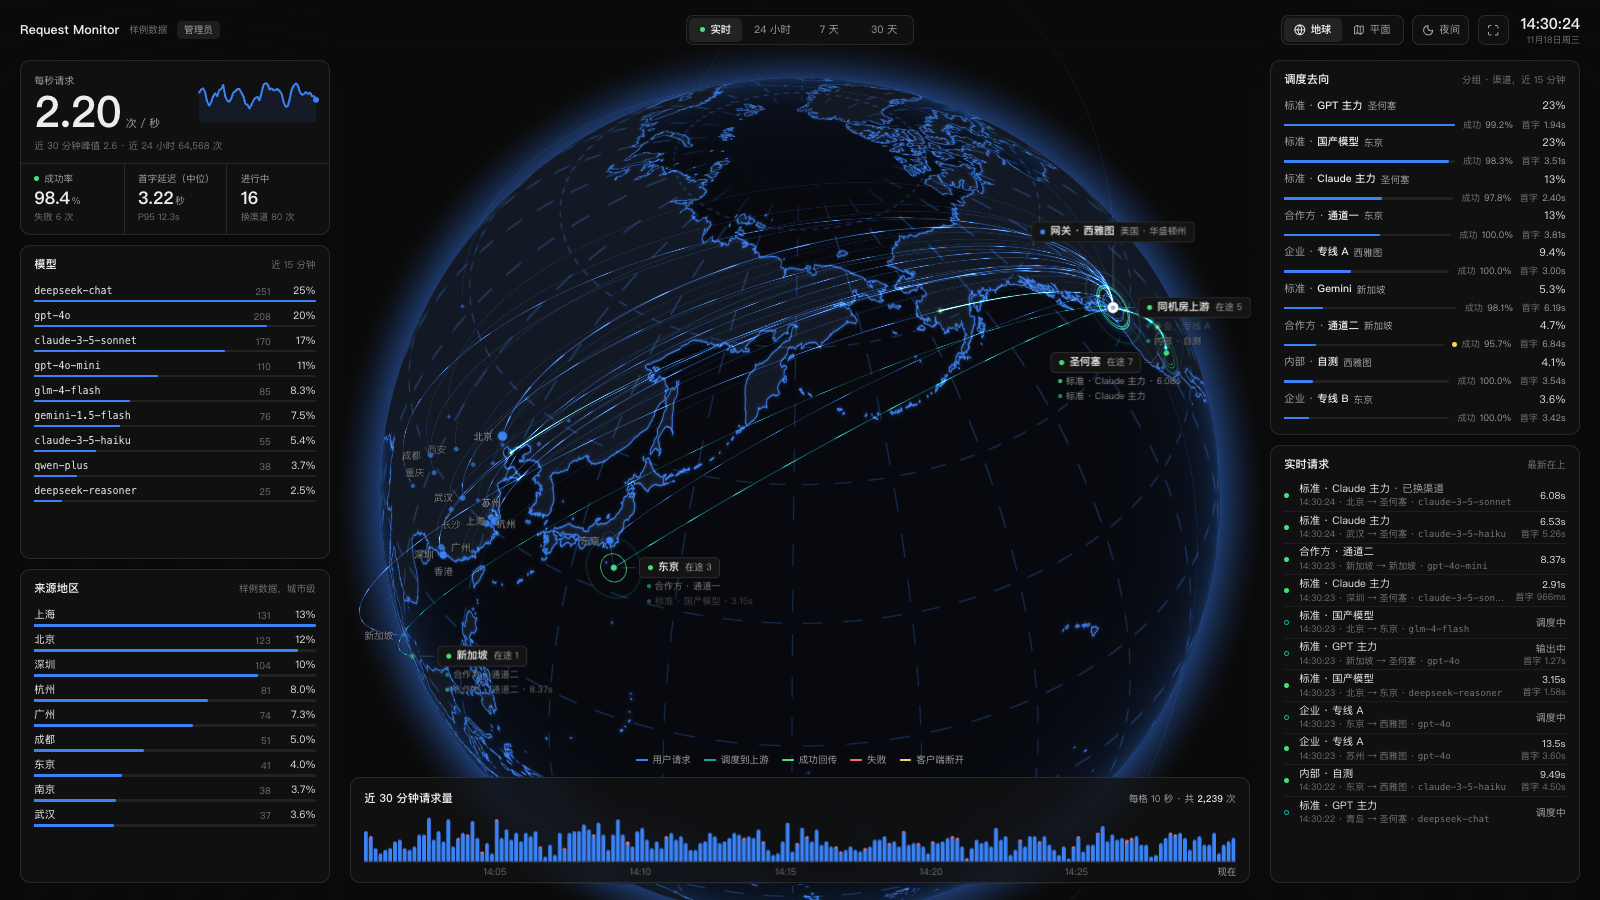 Request Monitor 样例数据 管理员
实时 24 小时 7 天 30 天
地球 平面 夜间 14:30:24
11月18日周三
每秒请求
2.20 次 / 秒
近 30 分钟峰值 2.6 · 近 24 小时 64,568 次
成功率 首字延迟（中位） 进行中
98.4% 3.22秒 16
失败 6 次 P95 12.3s 换渠道 80 次
模型 近 15 分钟
deepseek-chat 251 25%
gpt-4o 208 20%
claude-3-5-sonnet 170 17%
gpt-4o-mini 110 11%
glm-4-flash 85 8.3%
gemini-1.5-flash 76 7.5%
claude-3-5-haiku 55 5.4%
qwen-plus 38 3.7%
deepseek-reasoner 25 2.5%
来源地区 样例数据，城市级
上海 131 13%
北京 123 12%
深圳 104 10%
杭州 81 8.0%
广州 74 7.3%
成都 51 5.0%
东京 41 4.0%
南京 38 3.7%
武汉 37 3.6%
网关 · 西雅图 美国 · 华盛顿州
同机房上游 在途 5
企业 · 专线 A
内部 · 自测
圣何塞 在途 7
标准 · Claude 主力 · 6.08s
标准 · Claude 主力
北京
成都 西安
重庆
武汉 苏州
长沙 上海 杭州
深圳 广州
香港
东京
东京 在途 3
合作方 · 通道一
标准 · 国产模型 · 3.15s
新加坡
新加坡 在途 1
合作方 · 通道二
合作方 · 通道二 · 8.37s
用户请求 调度到上游 成功回传 失败 客户端断开
近 30 分钟请求量 每格 10 秒 · 共 2,239 次
14:05 14:10 14:15 14:20 14:25 现在
调度去向 分组 · 渠道，近 15 分钟
标准 · GPT 主力 圣何塞 23%
成功 99.2% 首字 1.94s
标准 · 国产模型 东京 23%
成功 98.3% 首字 3.51s
标准 · Claude 主力 圣何塞 13%
成功 97.8% 首字 2.40s
合作方 · 通道一 东京 13%
成功 100.0% 首字 3.81s
企业 · 专线 A 西雅图 9.4%
成功 100.0% 首字 3.00s
标准 · Gemini 新加坡 5.3%
成功 98.1% 首字 6.19s
合作方 · 通道二 新加坡 4.7%
成功 95.7% 首字 6.84s
内部 · 自测 西雅图 4.1%
成功 100.0% 首字 3.54s
企业 · 专线 B 东京 3.6%
成功 100.0% 首字 3.42s
实时请求 最新在上
标准 · Claude 主力 · 已换渠道 6.08s
14:30:24 · 北京 → 圣何塞 · claude-3-5-sonnet
标准 · Claude 主力 6.53s
14:30:24 · 武汉 → 圣何塞 · claude-3-5-haiku 首字 5.26s
合作方 · 通道二 8.37s
14:30:23 · 新加坡 → 新加坡 · gpt-4o-mini
标准 · Claude 主力 2.91s
14:30:23 · 深圳 → 圣何塞 · claude-3-5-son... 首字 966ms
标准 · 国产模型 调度中
14:30:23 · 北京 → 东京 · glm-4-flash
标准 · GPT 主力 输出中
14:30:23 · 新加坡 → 圣何塞 · gpt-4o 首字 1.27s
标准 · 国产模型 3.15s
14:30:23 · 北京 → 东京 · deepseek-reasoner 首字 1.58s
企业 · 专线 A 调度中
14:30:23 · 东京 → 西雅图 · gpt-4o
企业 · 专线 A 13.5s
14:30:23 · 苏州 → 西雅图 · gpt-4o 首字 3.60s
内部 · 自测 9.49s
14:30:22 · 东京 → 西雅图 · claude-3-5-haiku 首字 4.50s
标准 · GPT 主力 调度中
14:30:22 · 青岛 → 圣何塞 · deepseek-chat